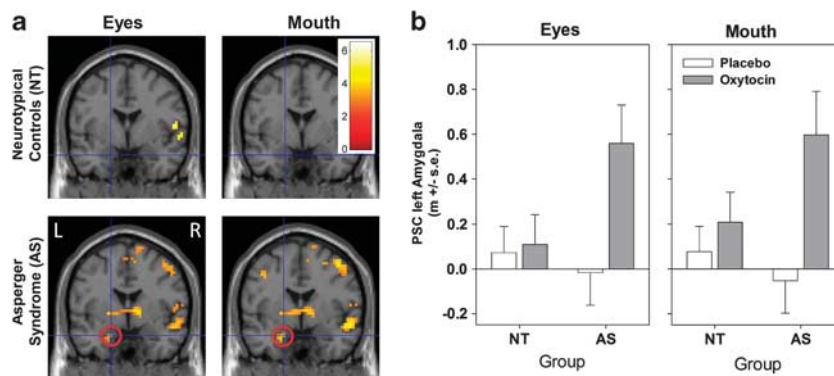 a
Eyes
Mouth
Neurotypical
Controls (NT)
6
4
2
0
Asperger
Syndrome (AS)
L
R
b
Eyes
Mouth
Placebo
Oxytocin
PSC left Amygdala
(m +/- s.e.)
1.0
0.8
0.6
0.4
0.2
0.0
-0.2
NT
AS
NT
AS
Group
Group